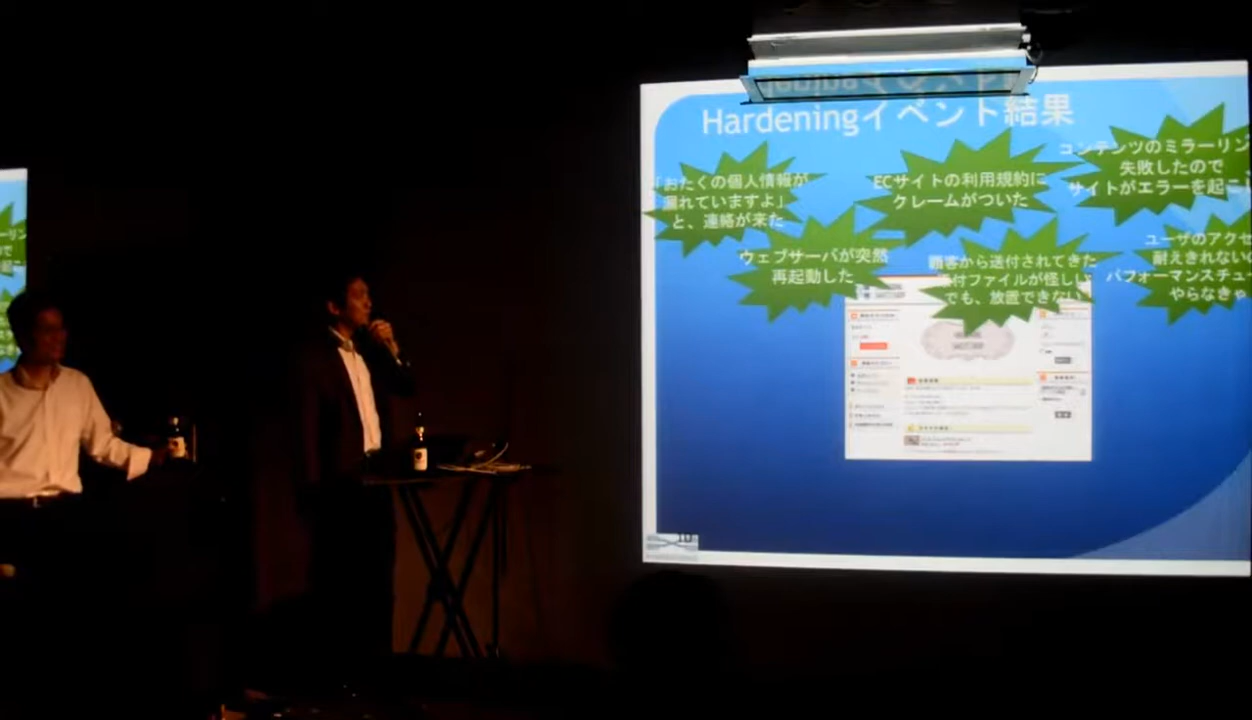 Hardeningイベント結果
「おたくの個人情報が
漏れていますよ」
と、連絡が来た
ECサイトの利用規約に
クレームがついた
コンテンツのミラーリン
失敗したので
サイトがエラーを起こ
ウェブサーバが突然
再起動した
顧客から送付されてきた
付ファイルが怪しい
でも、放置できない
ユーザのアクセ
耐えきれない
パフォーマンスチュ
やらなきゃ